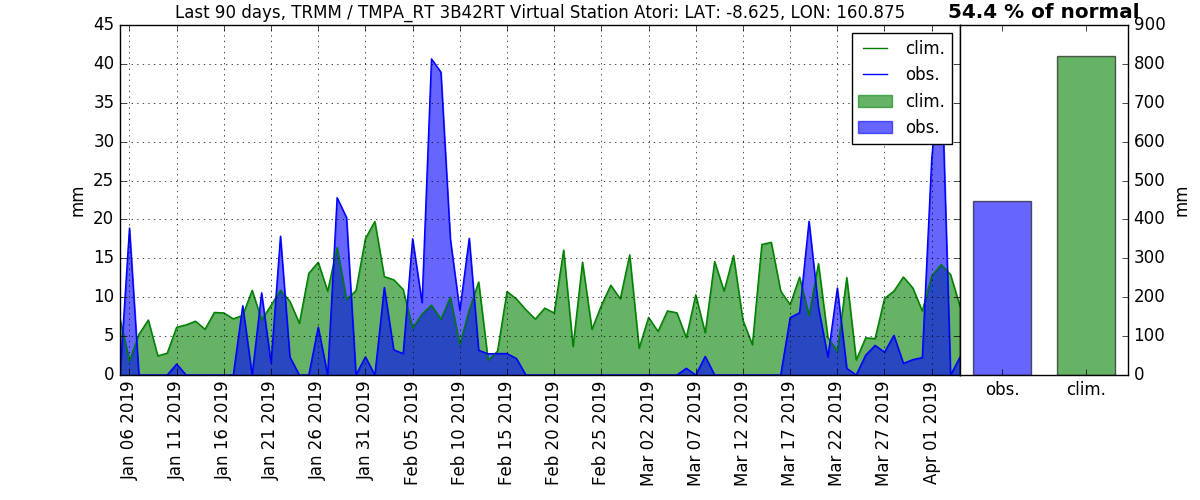 Last 90 days, TRMM / TMPA_RT 3B42RT Virtual Station Atori: LAT: -8.625, LON: 160.875
54.4 % of normal
45
40
35
30
25
20
15
10
5
0
mm
clim.
obs.
clim.
obs.
Jan 06 2019
Jan 11 2019
Jan 16 2019
Jan 21 2019
Jan 26 2019
Jan 31 2019
Feb 05 2019
Feb 10 2019
Feb 15 2019
Feb 20 2019
Feb 25 2019
Mar 02 2019
Mar 07 2019
Mar 12 2019
Mar 17 2019
Mar 22 2019
Mar 27 2019
Apr 01 2019
900
800
700
600
500
400
300
200
100
0
mm
obs.
clim.